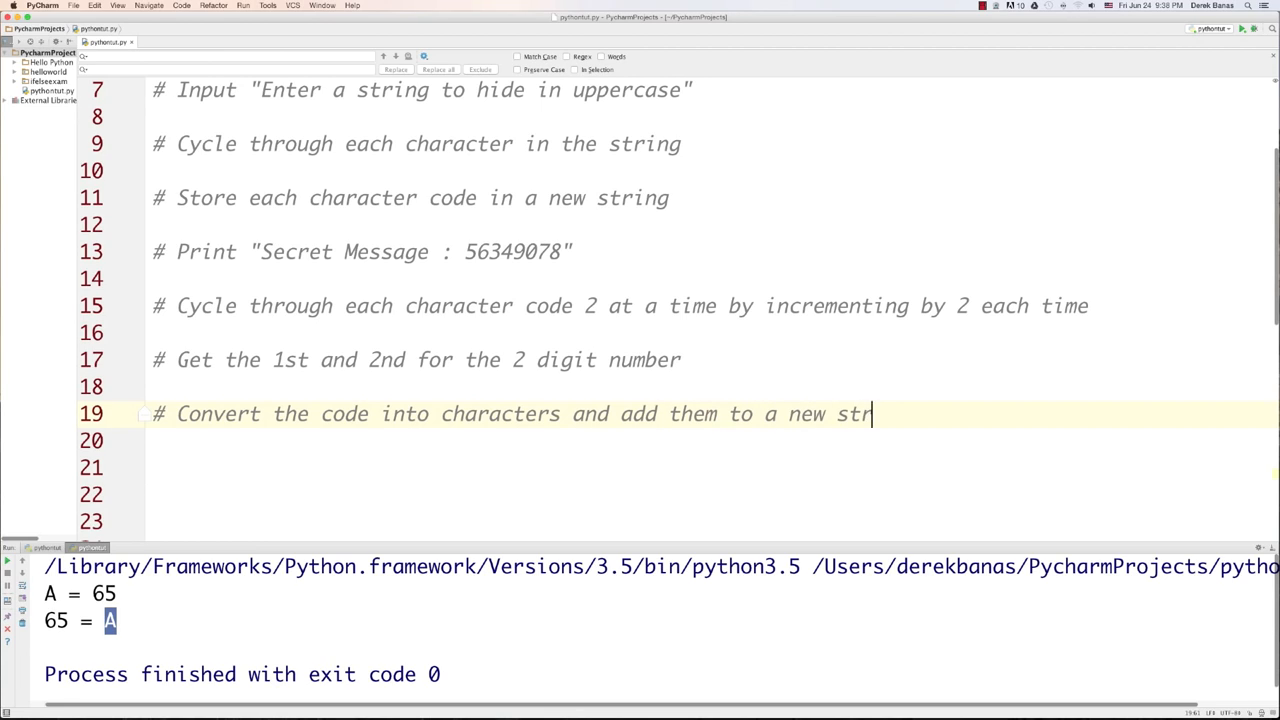 PyCharm File Edit View Navigate Code Refactor Run Tools VCS Window Help
10 Fri Jun 24 9:38 PM Derek Banas
pythontut.py - PycharmProjects - [~/PycharmProjects]
PycharmProjects pythontut.py pythontut
pythontut.py ×
Match Case Regex Words
Replace Replace all Exclude Preserve Case In Selection
PycharmProject
Hello Python
helloworld
ifelseexam
pythontut.py
External Librarie
7 # Input "Enter a string to hide in uppercase"
8
9 # Cycle through each character in the string
10
11 # Store each character code in a new string
12
13 # Print "Secret Message : 56349078"
14
15 # Cycle through each character code 2 at a time by incrementing by 2 each time
16
17 # Get the 1st and 2nd for the 2 digit number
18
19 # Convert the code into characters and add them to a new str
20
21
22
23
Run: pythontut pythontut
/Library/Frameworks/Python.framework/Versions/3.5/bin/python3.5 /Users/derekbanas/PycharmProjects/pytho
A = 65
65 = A
Process finished with exit code 0
19:61 LF÷ UTF-8÷